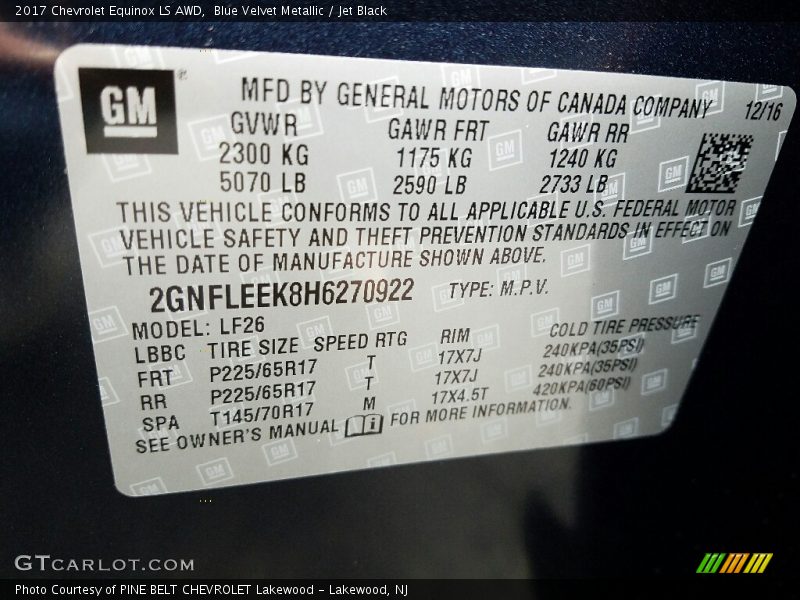 2017 Chevrolet Equinox LS AWD, Blue Velvet Metallic / Jet Black
GM ®
MFD BY GENERAL MOTORS OF CANADA COMPANY 12/16
GVWR GAWR FRT GAWR RR
2300 KG 1175 KG 1240 KG
5070 LB 2590 LB 2733 LB
THIS VEHICLE CONFORMS TO ALL APPLICABLE U.S. FEDERAL MOTOR
VEHICLE SAFETY AND THEFT PREVENTION STANDARDS IN EFFECT ON
THE DATE OF MANUFACTURE SHOWN ABOVE.
2GNFLEEK8H6270922 TYPE: M.P.V.
MODEL: LF26
LBBC TIRE SIZE SPEED RTG RIM COLD TIRE PRESSURE
FRT P225/65R17 T 17X7J 240KPA(35PSI)
RR P225/65R17 T 17X7J 240KPA(35PSI)
SPA T145/70R17 M 17X4.5T 420KPA(60PSI)
SEE OWNER'S MANUAL FOR MORE INFORMATION.
GTCARLOT.COM
Photo Courtesy of PINE BELT CHEVROLET Lakewood - Lakewood, NJ